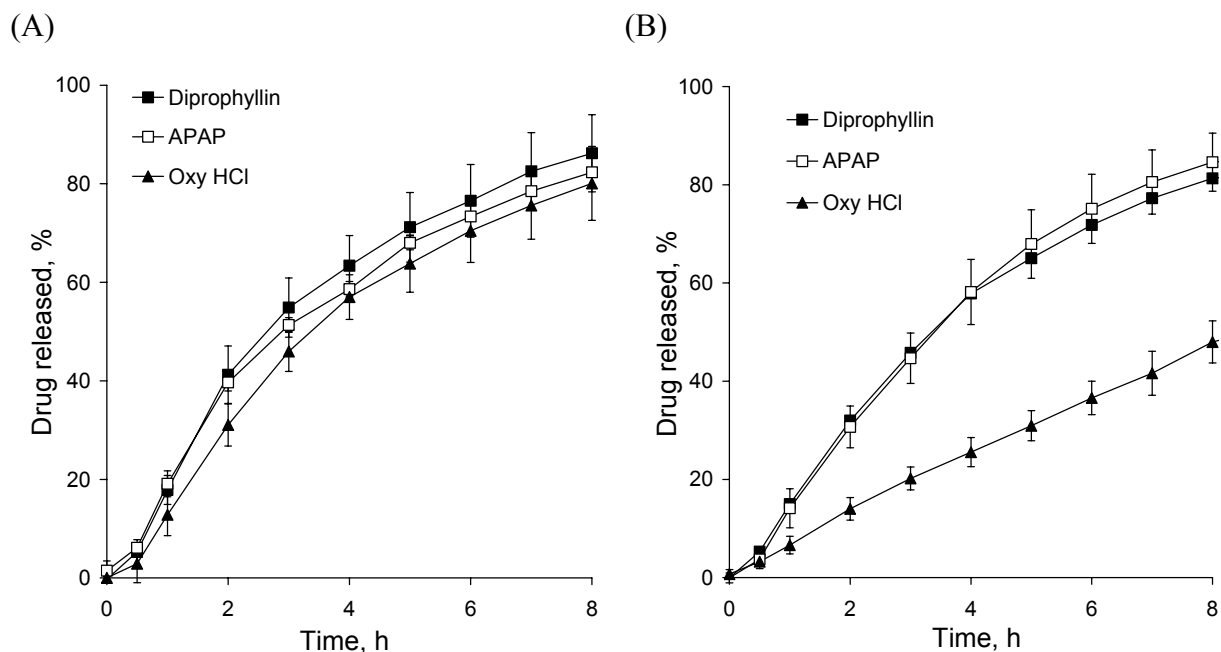 (A)
Diprophyllin
APAP
Oxy HCl
Drug released, %
100
80
60
40
20
0
0 2 4 6 8
Time, h
(B)
Diprophyllin
APAP
Oxy HCl
Drug released, %
100
80
60
40
20
0
0 2 4 6 8
Time, h